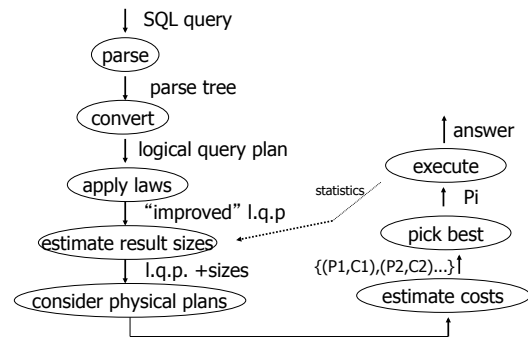 SQL query
parse
parse tree
convert
logical query plan
apply laws
“improved” l.q.p
estimate result sizes
l.q.p. +sizes
consider physical plans
statistics
answer
execute
Pi
pick best
{(P1,C1),(P2,C2)...}
estimate costs